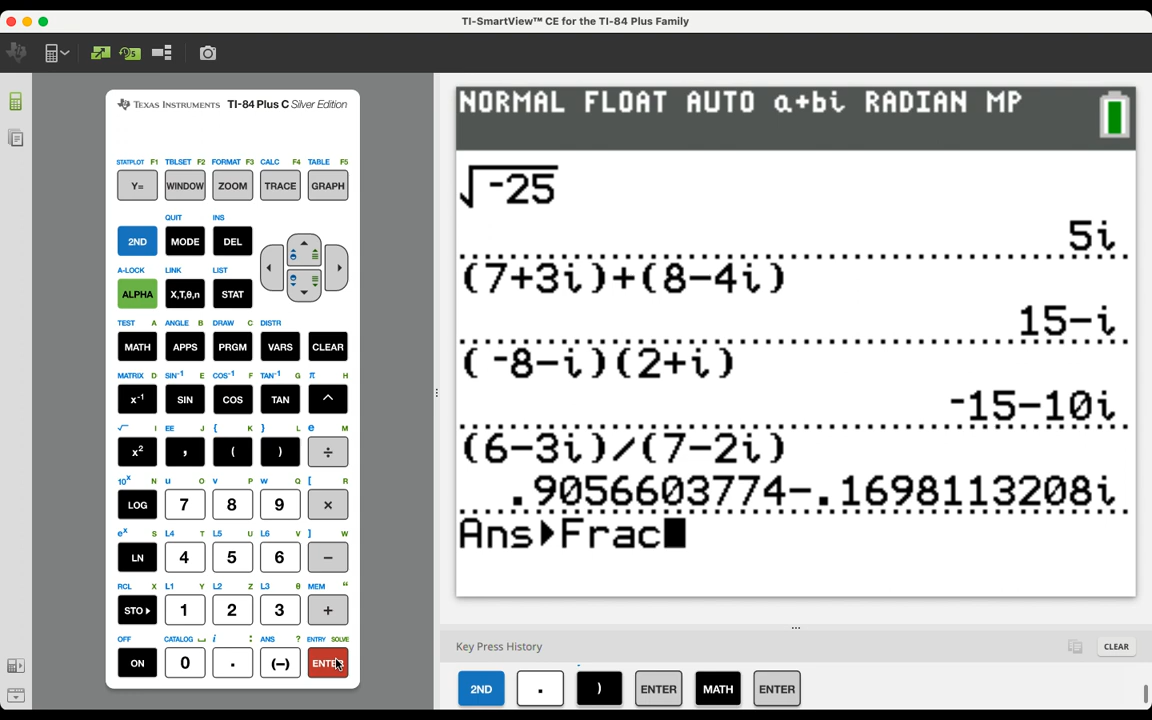 TI-SmartView™ CE for the TI-84 Plus Family
TEXAS INSTRUMENTS TI-84 Plus C Silver Edition
STATPLOT F1 TBLSET F2 FORMAT F3 CALC F4 TABLE F5
Y= WINDOW ZOOM TRACE GRAPH
QUIT INS
2ND MODE DEL
A-LOCK LINK LIST
ALPHA X,T,θ,n STAT
TEST A ANGLE B DRAW C DISTR
MATH APPS PRGM VARS CLEAR
MATRIX D SIN⁻¹ E COS⁻¹ F TAN⁻¹ G π H
x⁻¹ SIN COS TAN ^
√ I EE J { K } L e M
x² , ( ) ÷
10ˣ N u O v P w Q [ R
LOG 7 8 9 ×
eˣ S L4 T L5 U L6 V ] W
LN 4 5 6 −
RCL X L1 Y L2 Z L3 θ MEM “
STO▶ 1 2 3 +
OFF CATALOG i : ANS ? ENTRY SOLVE
ON 0 . (−) ENTER
NORMAL FLOAT AUTO a+bi RADIAN MP
√-25
5i
(7+3i)+(8-4i)
15-i
(-8-i)(2+i)
-15-10i
(6-3i)/(7-2i)
.9056603774-.1698113208i
Ans▶Frac
Key Press History
CLEAR
2ND . ) ENTER MATH ENTER